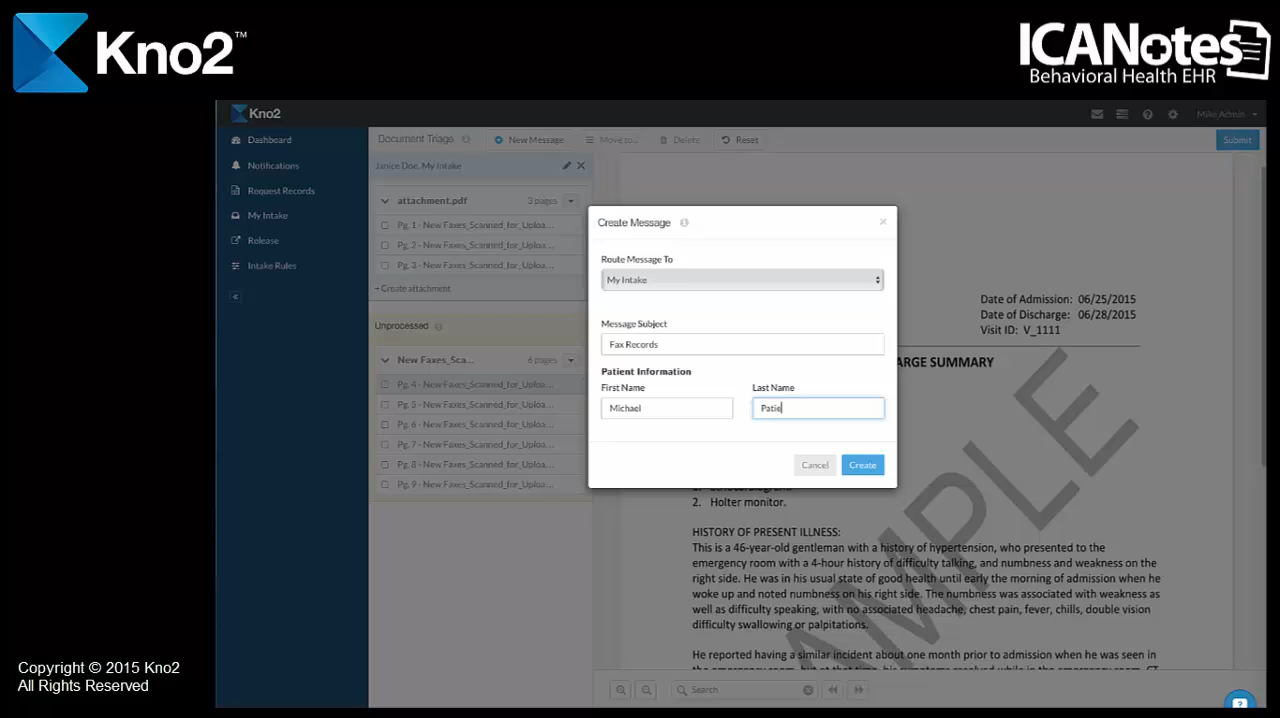 Kno2™
ICANotes
Behavioral Health EHR
Kno2
Mike Admin
Dashboard
Notifications
Request Records
My Intake
Release
Intake Rules
«
Document Triage
New Message
Move to...
Delete
Reset
Submit
Janice Doe, My Intake
attachment.pdf
3 pages
Pg. 1 - New Faxes_Scanned_for_Uploa...
Pg. 2 - New Faxes_Scanned_for_Uploa...
Pg. 3 - New Faxes_Scanned_for_Uploa...
+ Create attachment
Unprocessed
New Faxes_Sca...
6 pages
Pg. 4 - New Faxes_Scanned_for_Uploa...
Pg. 5 - New Faxes_Scanned_for_Uploa...
Pg. 6 - New Faxes_Scanned_for_Uploa...
Pg. 7 - New Faxes_Scanned_for_Uploa...
Pg. 8 - New Faxes_Scanned_for_Uploa...
Pg. 9 - New Faxes_Scanned_for_Uploa...
Create Message
×
Route Message To
My Intake
Message Subject
Fax Records
Patient Information
First Name
Last Name
Michael
Patie
Cancel
Create
Date of Admission: 06/25/2015
Date of Discharge: 06/28/2015
Visit ID: V_1111
ARGE SUMMARY
2. Holter monitor.
HISTORY OF PRESENT ILLNESS:
This is a 46-year-old gentleman with a history of hypertension, who presented to the
emergency room with a 4-hour history of difficulty talking, and numbness and weakness on the
right side. He was in his usual state of good health until early the morning of admission when he
woke up and noted numbness on his right side. The numbness was associated with weakness as
well as difficulty speaking, with no associated headache, chest pain, fever, chills, double vision
difficulty swallowing or palpitations.
He reported having a similar incident about one month prior to admission when he was seen in
AMPLE
Search
Copyright © 2015 Kno2
All Rights Reserved